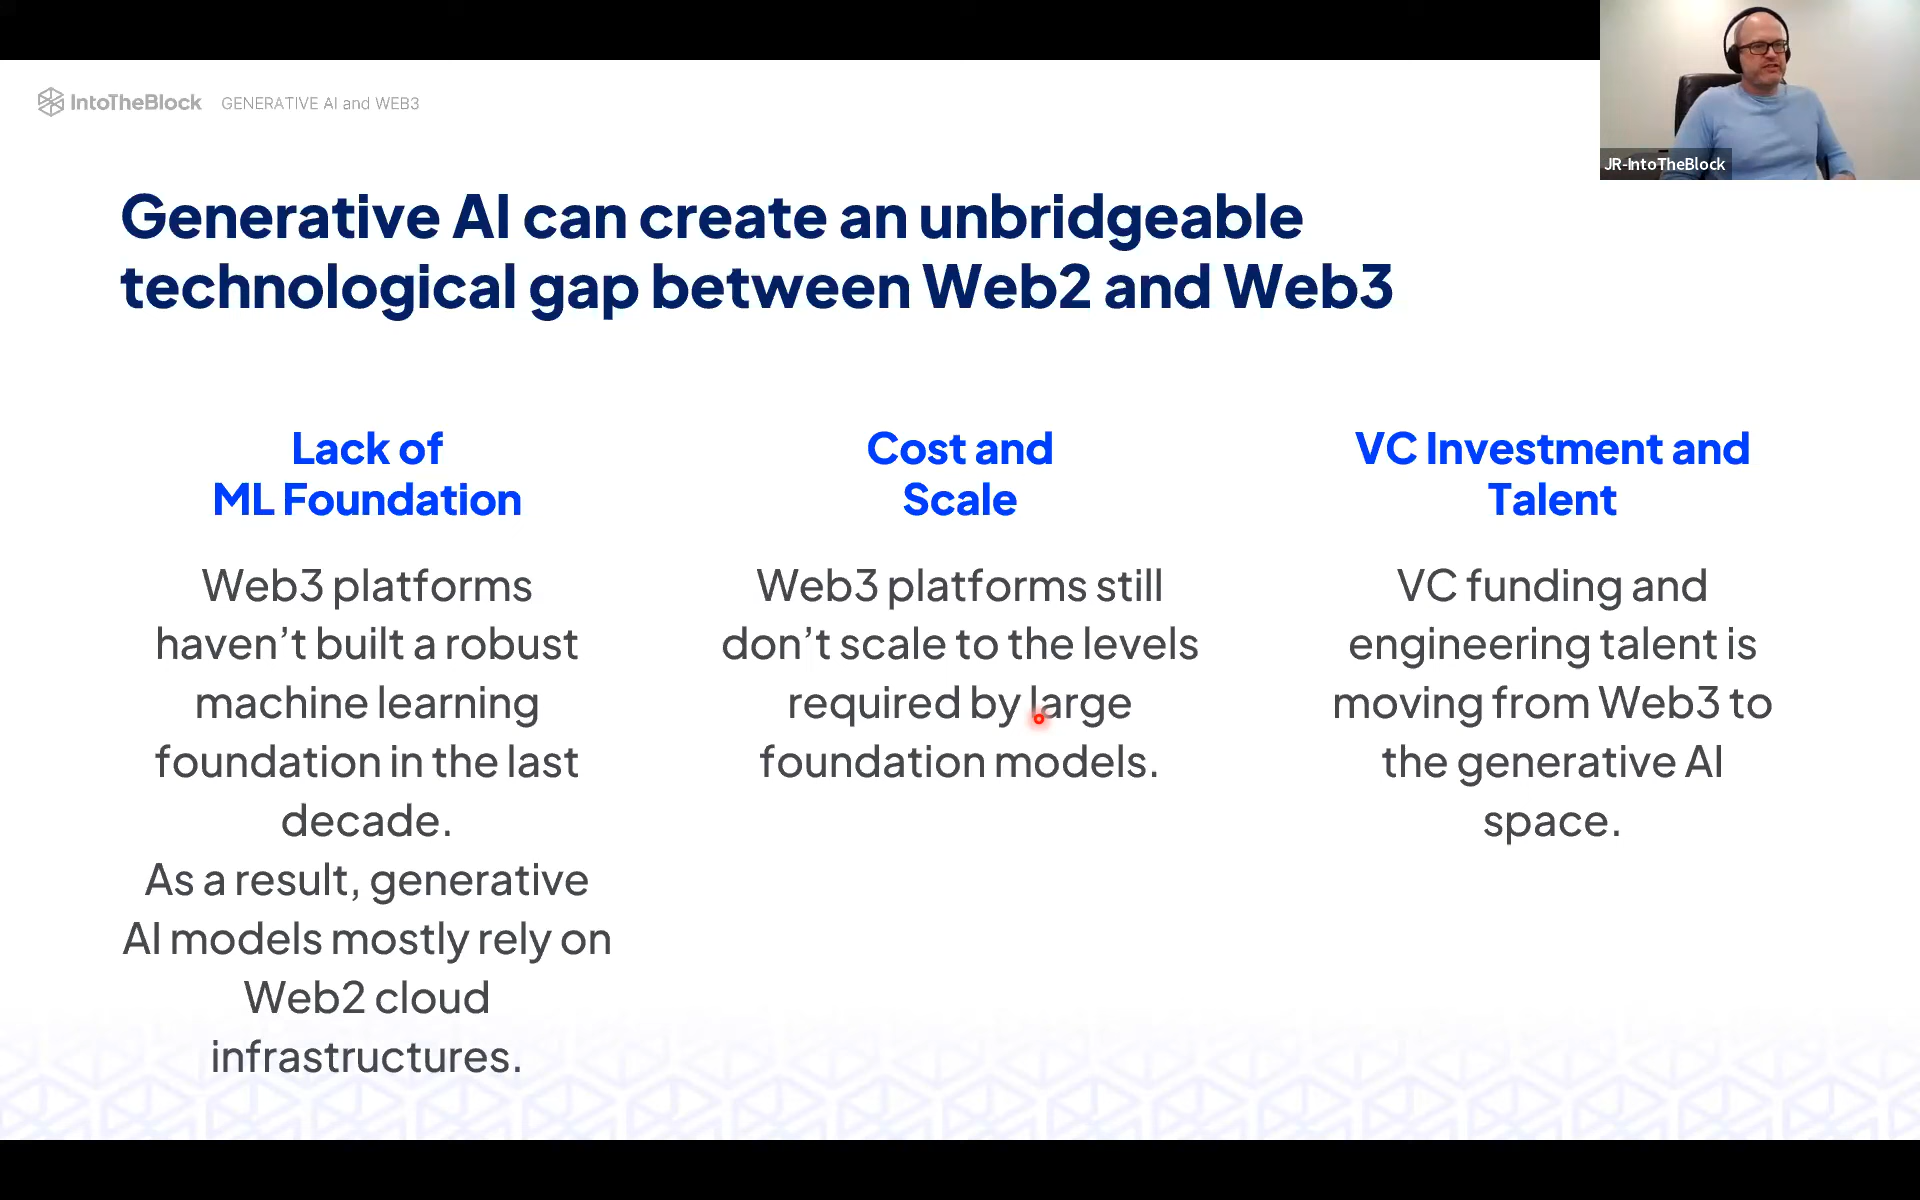 IntoTheBlock GENERATIVE AI and WEB3
JR-IntoTheBlock
Generative AI can create an unbridgeable
technological gap between Web2 and Web3
Lack of
ML Foundation
Web3 platforms
haven’t built a robust
machine learning
foundation in the last
decade.
As a result, generative
AI models mostly rely on
Web2 cloud
infrastructures.
Cost and
Scale
Web3 platforms still
don’t scale to the levels
required by large
foundation models.
VC Investment and
Talent
VC funding and
engineering talent is
moving from Web3 to
the generative AI
space.